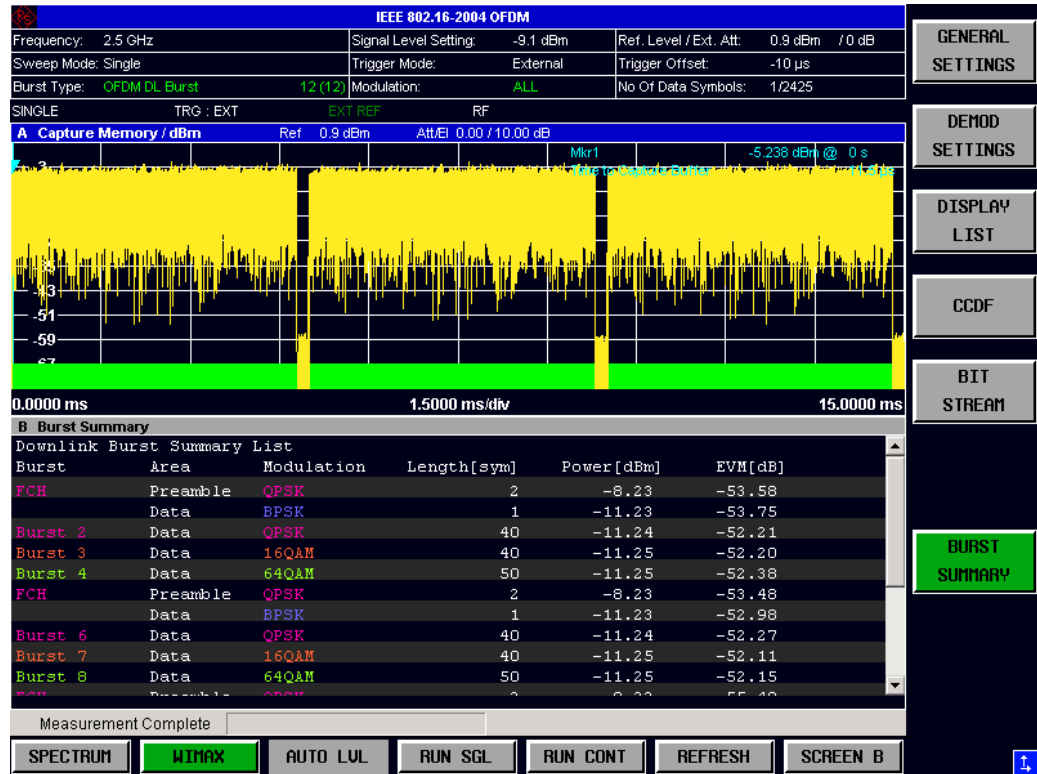 IEEE 802.16-2004 OFDM
Frequency: 2.5 GHz Signal Level Setting: -9.1 dBm Ref. Level / Ext. Att: 0.9 dBm / 0 dB
Sweep Mode: Single Trigger Mode: External Trigger Offset: -10 µs
Burst Type: OFDM DL Burst 12 (12) Modulation: ALL No Of Data Symbols: 1/2425
SINGLE TRG : EXT EXT REF RF
A Capture Memory / dBm Ref 0.9 dBm Att/El 0.00 / 10.00 dB
Mkr1 -5.238 dBm @ 0 s
Time to Capture Buffer
-3
-43
-51
-59
0.0000 ms 1.5000 ms/div 15.0000 ms
B Burst Summary
Downlink Burst Summary List
Burst Area Modulation Length[sym] Power[dBm] EVM[dB]
FCH Preamble QPSK 2 -8.23 -53.58
Data BPSK 1 -11.23 -53.75
Burst 2 Data QPSK 40 -11.24 -52.21
Burst 3 Data 16QAM 40 -11.25 -52.20
Burst 4 Data 64QAM 50 -11.25 -52.38
FCH Preamble QPSK 2 -8.23 -53.48
Data BPSK 1 -11.23 -52.98
Burst 6 Data QPSK 40 -11.24 -52.27
Burst 7 Data 16QAM 40 -11.25 -52.11
Burst 8 Data 64QAM 50 -11.25 -52.15
Measurement Complete
SPECTRUM WIMAX AUTO LVL RUN SGL RUN CONT REFRESH SCREEN B
GENERAL
SETTINGS
DEMOD
SETTINGS
DISPLAY
LIST
CCDF
BIT
STREAM
BURST
SUMMARY